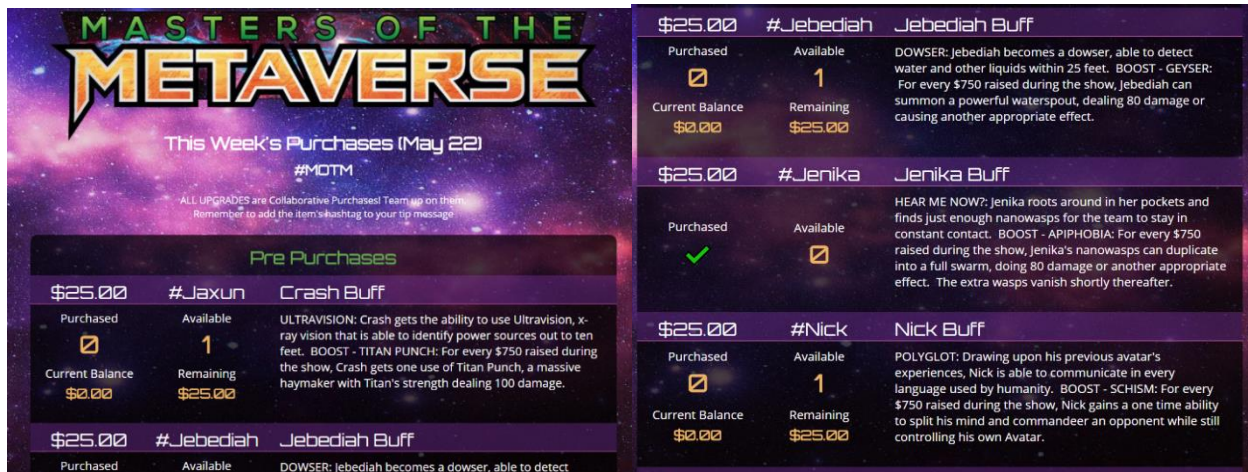 MASTERS OF THE
METAVERSE
This Week's Purchases (May 22)
#MOTM
ALL UPGRADES are Collaborative Purchases! Team up on them.
Remember to add the item's hashtag to your tip message
Pre Purchases
$25.00 #Jaxun Crash Buff
Purchased Available
0 1
Current Balance Remaining
$0.00 $25.00
ULTRAVISION: Crash gets the ability to use Ultravision, x-
ray vision that is able to identify power sources out to ten
feet. BOOST - TITAN PUNCH: For every $750 raised during
the show, Crash gets one use of Titan Punch, a massive
haymaker with Titan's strength dealing 100 damage.
$25.00 #Jebediah Jebediah Buff
Purchased Available
DOWSER: Jebediah becomes a dowser, able to detect
$25.00 #Jebediah Jebediah Buff
Purchased Available
0 1
Current Balance Remaining
$0.00 $25.00
DOWSER: Jebediah becomes a dowser, able to detect
water and other liquids within 25 feet. BOOST - GEYSER:
For every $750 raised during the show, Jebediah can
summon a powerful waterspout, dealing 80 damage or
causing another appropriate effect.
$25.00 #Jenika Jenika Buff
Purchased Available
0
HEAR ME NOW?: Jenika roots around in her pockets and
finds just enough nanowasps for the team to stay in
constant contact. BOOST - APIPHOBIA: For every $750
raised during the show, Jenika's nanowasps can duplicate
into a full swarm, doing 80 damage or another appropriate
effect. The extra wasps vanish shortly thereafter.
$25.00 #Nick Nick Buff
Purchased Available
0 1
Current Balance Remaining
$0.00 $25.00
POLYGLOT: Drawing upon his previous avatar's
experiences, Nick is able to communicate in every
language used by humanity. BOOST - SCHISM: For every
$750 raised during the show, Nick gains a one time ability
to split his mind and commandeer an opponent while still
controlling his own Avatar.